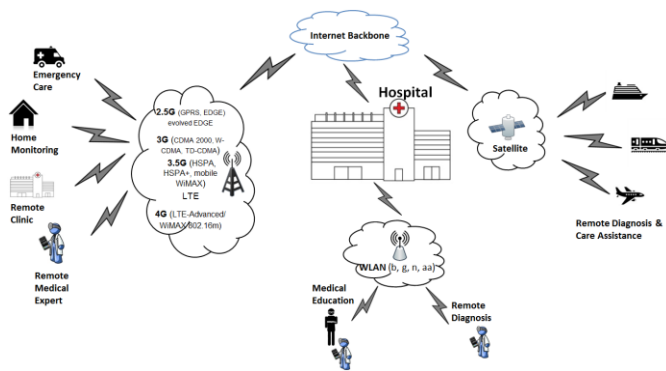 Internet Backbone
Emergency
Care
Home
Monitoring
Remote
Clinic
Remote
Medical
Expert
2.5G (GPRS, EDGE)
evolved EDGE
3G (CDMA 2000, W-
CDMA, TD-CDMA)
3.5G (HSPA,
HSPA+, mobile
WiMAX)
LTE
4G (LTE-Advanced/
WiMAX 802.16m)
Hospital
Satellite
Remote Diagnosis &
Care Assistance
WLAN (b, g, n, aa)
Medical
Education
Remote
Diagnosis